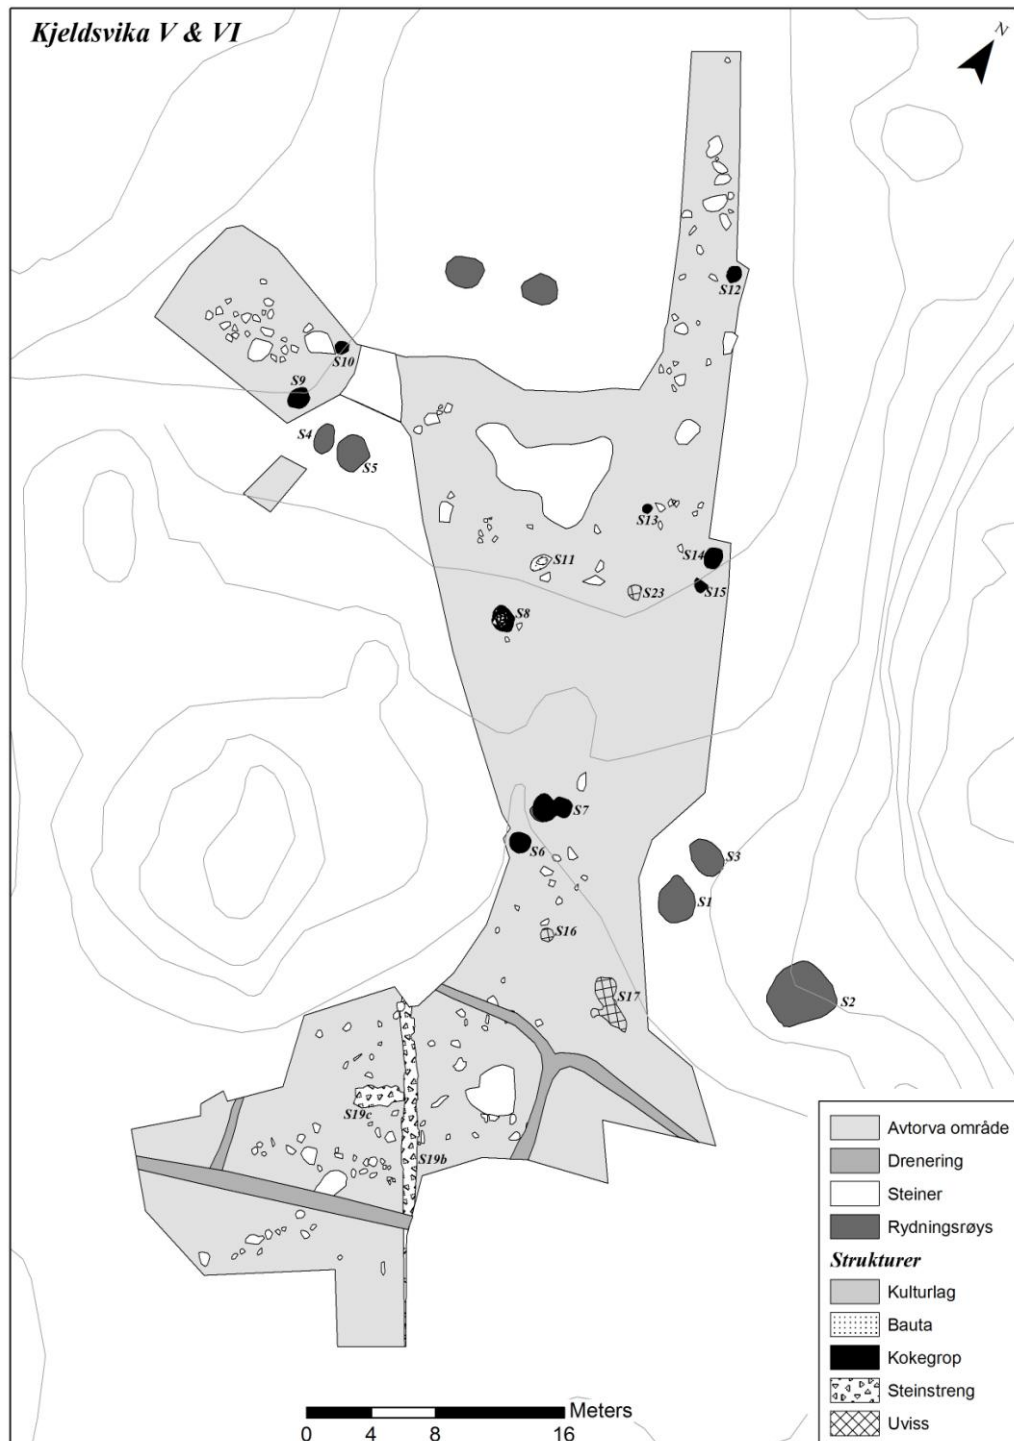 Kjeldsvika V & VI
N
S12
S10
S9
S4
S5
S13
S14
S11
S23
S15
S8
S7
S6
S3
S1
S16
S17
S2
S19c
S19b
Avtorva område
Drenering
Steiner
Rydningsrøys
Strukturer
Kulturlag
Bauta
Kokegrop
Steinstreng
Uviss
Meters
0 4 8 16